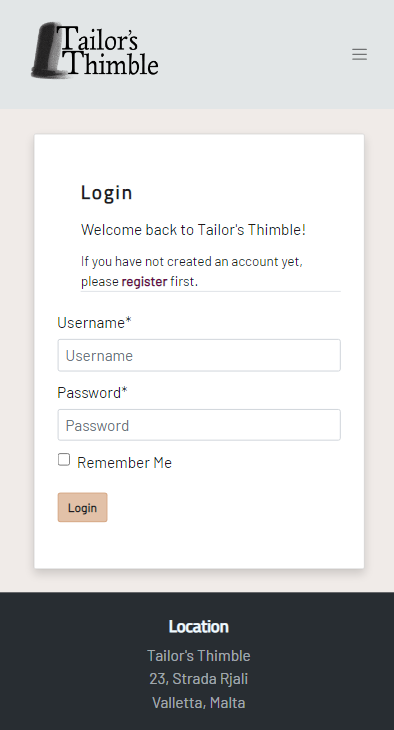 Tailor's
Thimble
Login
Welcome back to Tailor's Thimble!
If you have not created an account yet,
please register first.
Username*
Username
Password*
Password
Remember Me
Login
Location
Tailor's Thimble
23, Strada Rjali
Valletta, Malta